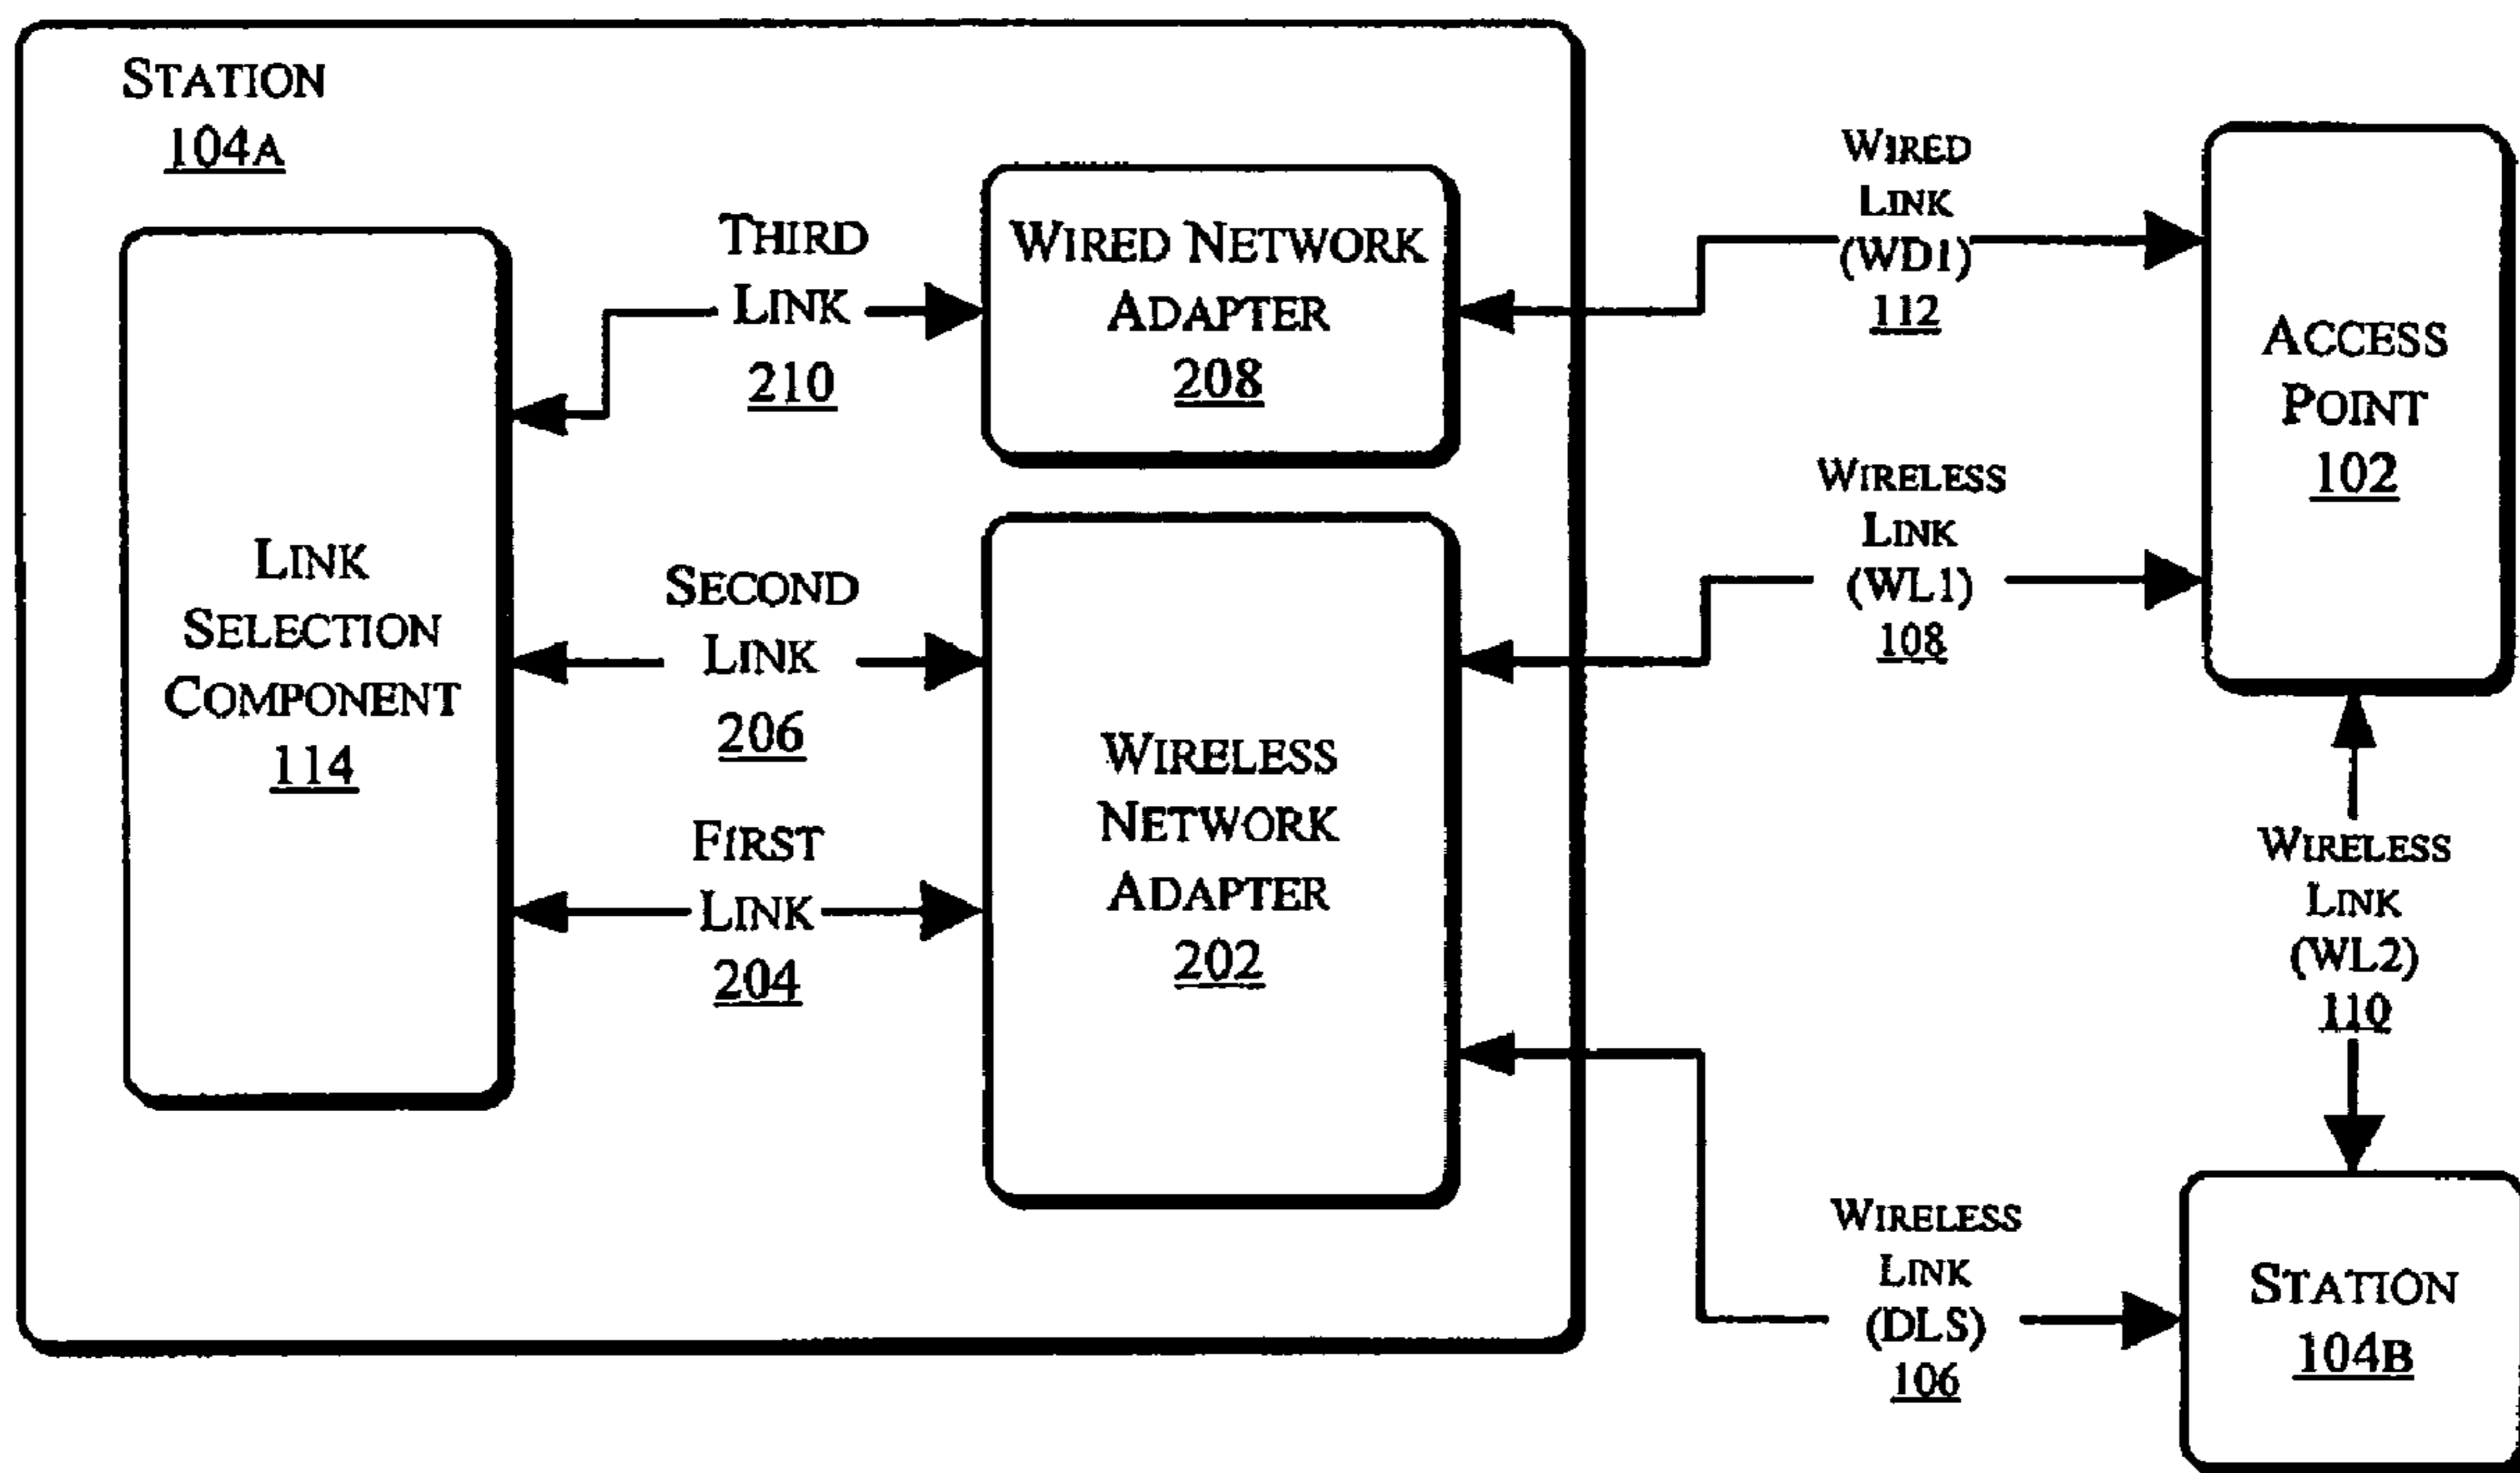 STATION
104A
LINK
SELECTION
COMPONENT
114
THIRD
LINK
210
SECOND
LINK
206
FIRST
LINK
204
WIRED NETWORK
ADAPTER
208
WIRELESS
NETWORK
ADAPTER
202
WIRED
LINK
(WD1)
112
WIRELESS
LINK
(WL1)
108
ACCESS
POINT
102
WIRELESS
LINK
(WL2)
110
WIRELESS
LINK
(DLS)
106
STATION
104B